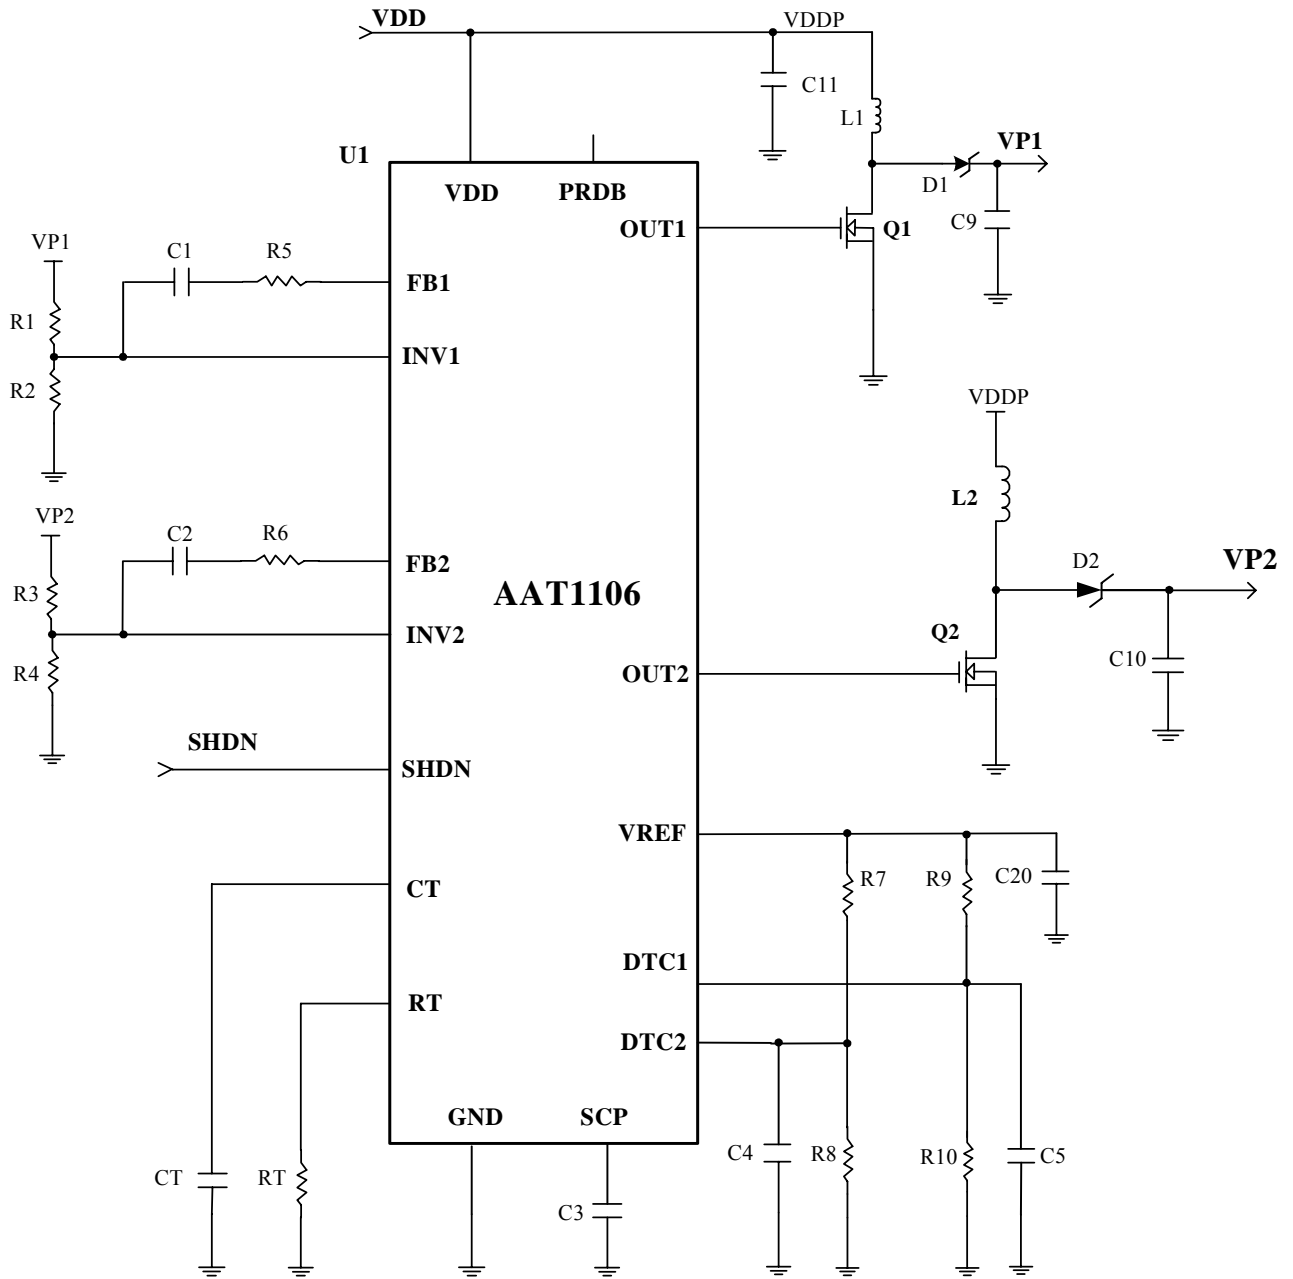 VDD
VDDP
C11
L1
U1
VP1
D1
VDD
PRDB
OUT1
Q1
C9
VP1
C1
R5
FB1
R1
INV1
R2
VDDP
L2
VP2
C2
R6
FB2
D2
VP2
R3
AAT1106
INV2
Q2
R4
OUT2
C10
SHDN
SHDN
VREF
CT
R7
R9
C20
DTC1
RT
DTC2
GND
SCP
CT
RT
C3
C4
R8
R10
C5